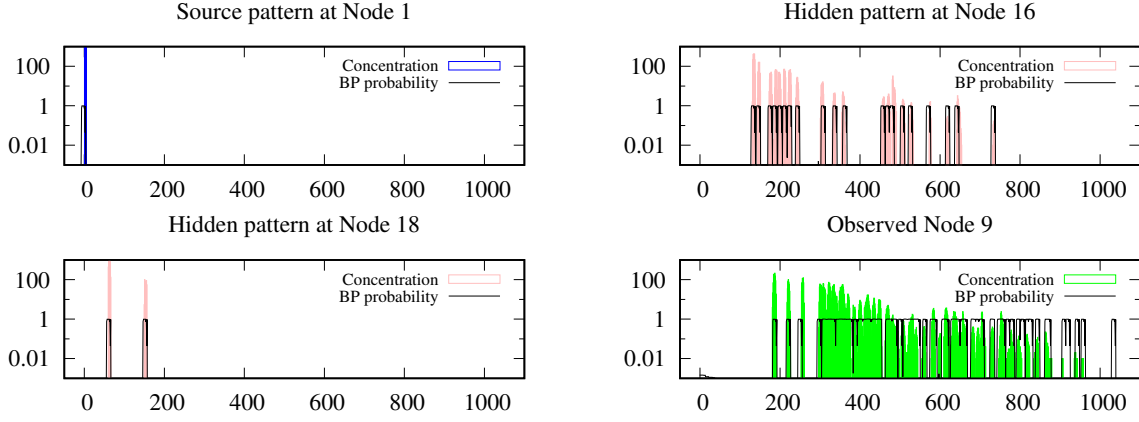 Source pattern at Node 1
100
1
0.01
Concentration
BP probability
0 200 400 600 800 1000
Hidden pattern at Node 16
100
1
0.01
Concentration
BP probability
0 200 400 600 800 1000
Hidden pattern at Node 18
100
1
0.01
Concentration
BP probability
0 200 400 600 800 1000
Observed Node 9
100
1
0.01
Concentration
BP probability
0 200 400 600 800 1000